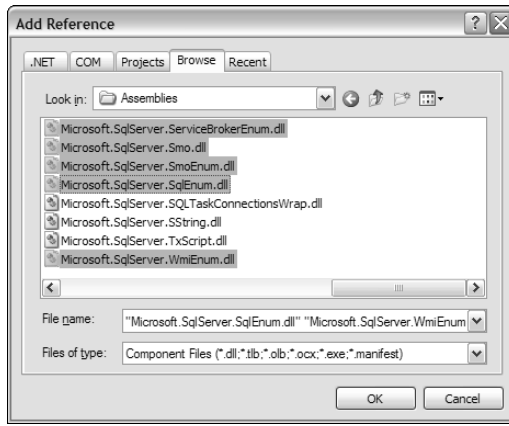 Add Reference
.NET COM Projects Browse Recent
Look in: Assemblies
Microsoft.SqlServer.ServiceBrokerEnum.dll
Microsoft.SqlServer.Smo.dll
Microsoft.SqlServer.SmoEnum.dll
Microsoft.SqlServer.SqlEnum.dll
Microsoft.SqlServer.SQLTaskConnectionsWrap.dll
Microsoft.SqlServer.SString.dll
Microsoft.SqlServer.TxScript.dll
Microsoft.SqlServer.WmiEnum.dll
File name: "Microsoft.SqlServer.SqlEnum.dll" "Microsoft.SqlServer.WmiEnum
Files of type: Component Files (*.dll;*.tlb;*.olb;*.ocx;*.exe;*.manifest)
OK Cancel